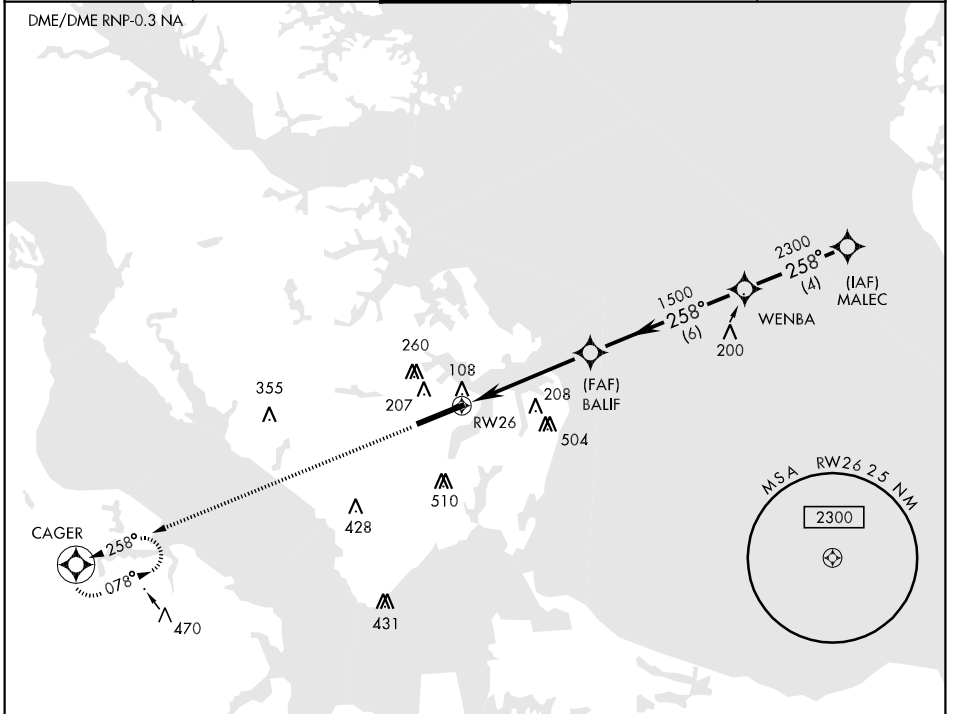 DME/DME RNP-0.3 NA
2300
258°
(4)
(IAF)
MALEC
1500
258°
(6)
WENBA
200
(FAF)
BALIF
260
108
355
207
RW26
208
504
510
428
MSA RW26 25 NM
2300
CAGER
258°
078°
470
431